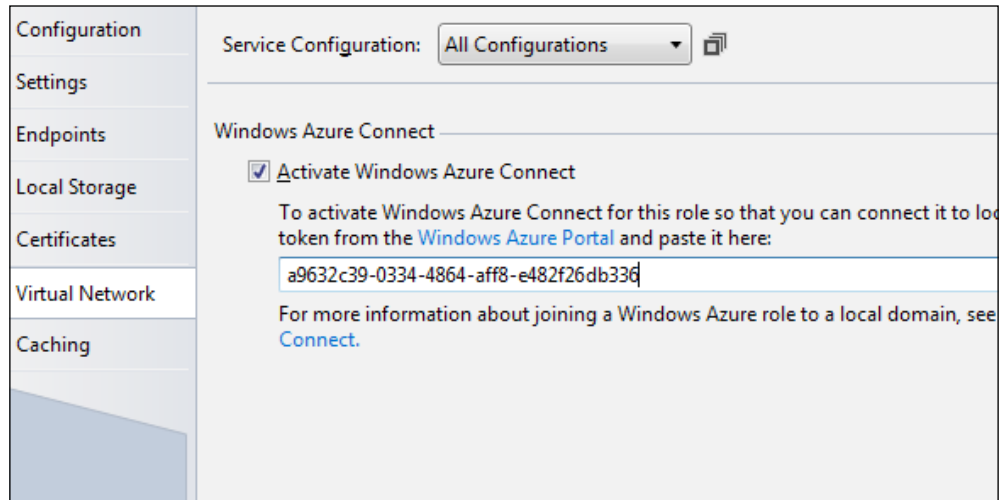 Configuration
Settings
Endpoints
Local Storage
Certificates
Virtual Network
Caching
Service Configuration: All Configurations
Windows Azure Connect
Activate Windows Azure Connect
To activate Windows Azure Connect for this role so that you can connect it to
token from the Windows Azure Portal and paste it here:
a9632c39-0334-4864-aff8-e482f26db336
For more information about joining a Windows Azure role to a local domain, see
Connect.